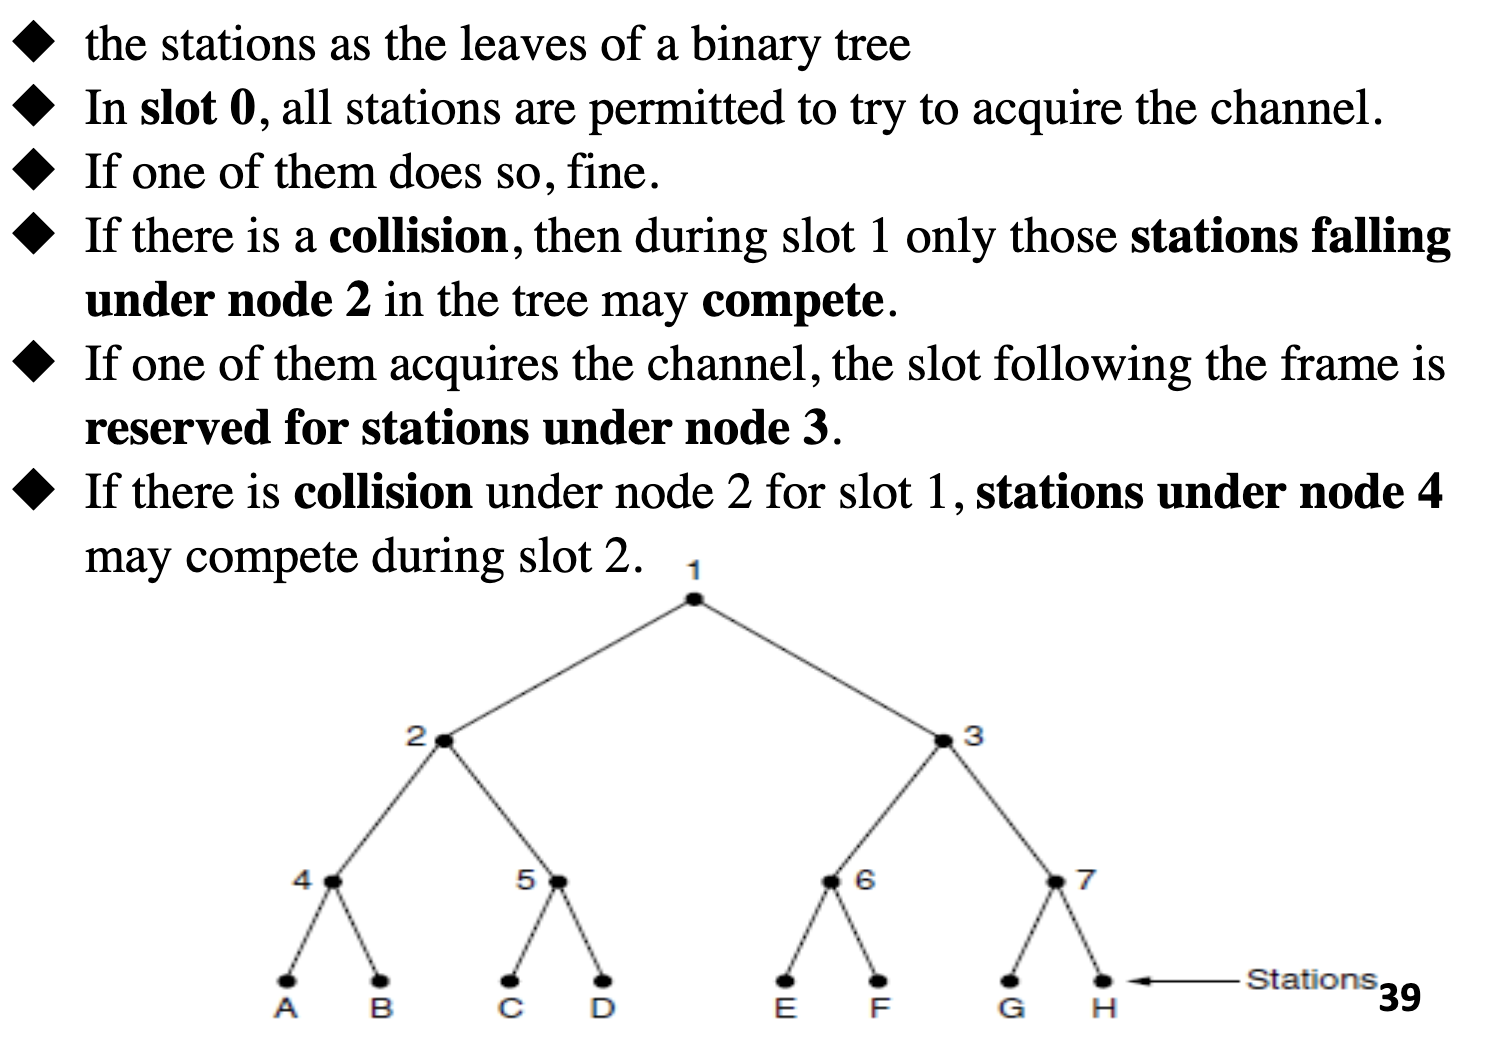 ◆ the stations as the leaves of a binary tree
◆ In slot 0, all stations are permitted to try to acquire the channel.
◆ If one of them does so, fine.
◆ If there is a collision, then during slot 1 only those stations falling
under node 2 in the tree may compete.
◆ If one of them acquires the channel, the slot following the frame is
reserved for stations under node 3.
◆ If there is collision under node 2 for slot 1, stations under node 4
may compete during slot 2.
1
2 3
4 5 6 7
Stations
A B C D E F G H
39